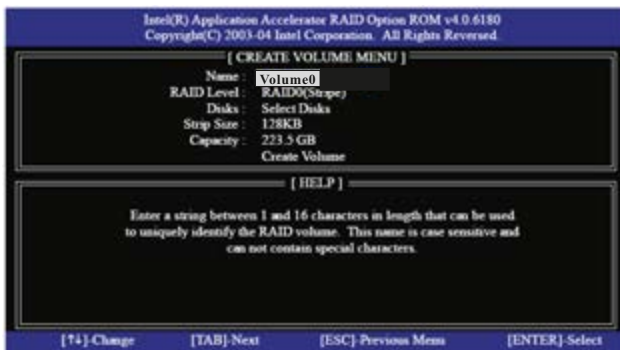 Intel(R) Application Accelerator RAID Option ROM v4.0.6180
Copyright(C) 2003-04 Intel Corporation. All Rights Reversed.
[ CREATE VOLUME MENU ]
Name : Volume0
RAID Level : RAID0(Stripe)
Disks : Select Disks
Strip Size : 128KB
Capacity : 223.5 GB
Create Volume
[ HELP ]
Enter a string between 1 and 16 characters in length that can be used
to uniquely identify the RAID volume. This name is case sensitive and
can not contain special characters.
[↑↓]-Change [TAB]-Next [ESC]-Previous Menu [ENTER]-Select